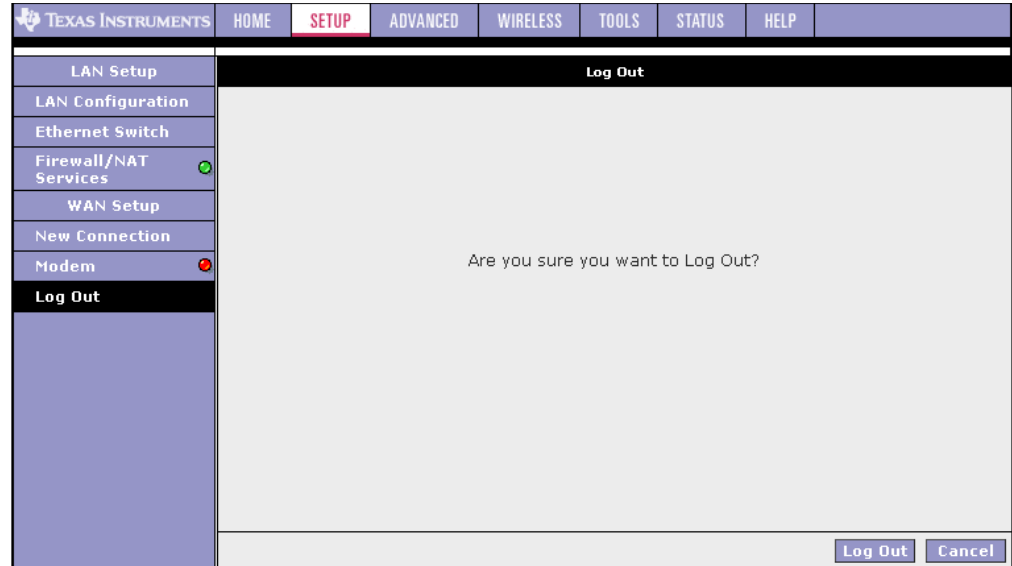 TEXAS INSTRUMENTS
HOME
SETUP
ADVANCED
WIRELESS
TOOLS
STATUS
HELP
LAN Setup
LAN Configuration
Ethernet Switch
Firewall/NAT
Services
WAN Setup
New Connection
Modem
Log Out
Log Out
Are you sure you want to Log Out?
Log Out
Cancel